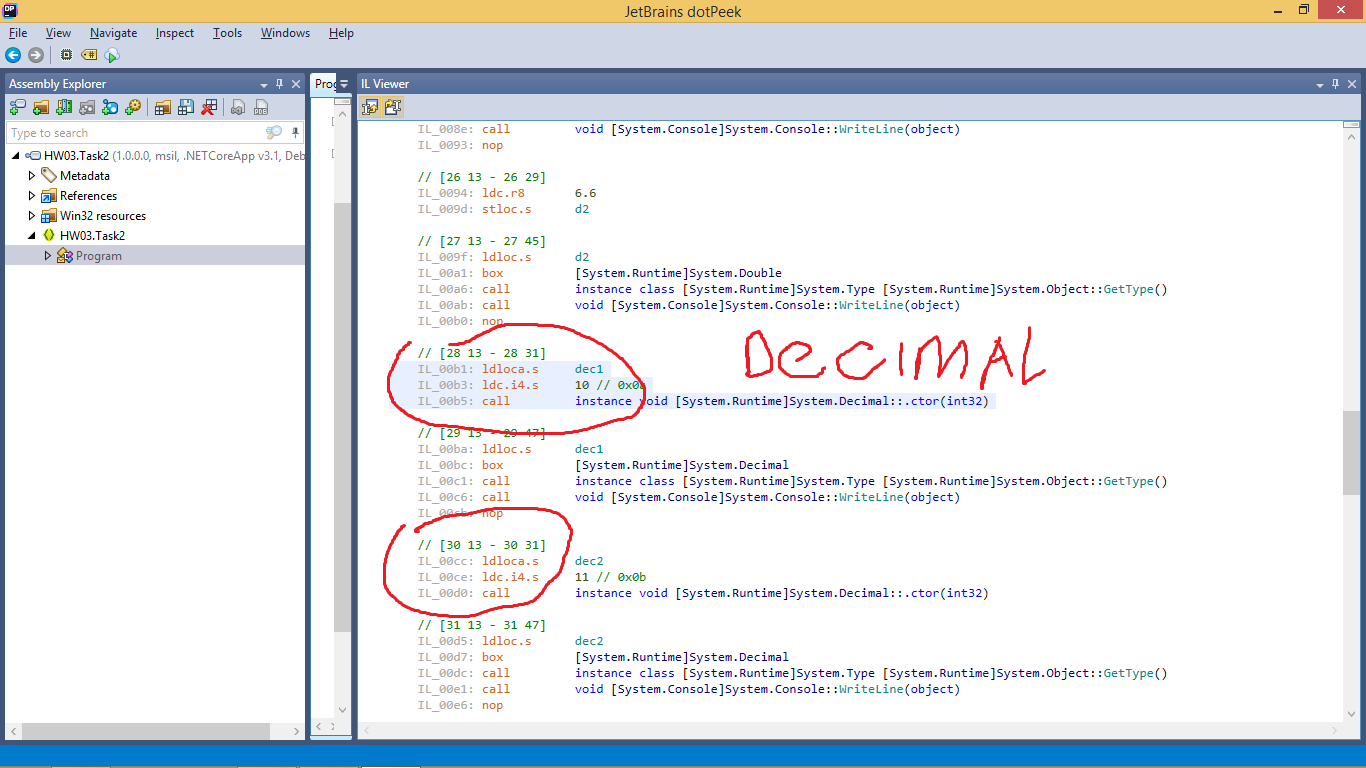 DP
JetBrains dotPeek
File View Navigate Inspect Tools Windows Help
Assembly Explorer
Type to search
HW03.Task2 (1.0.0.0, msil, .NETCoreApp v3.1, Deb
Metadata
References
Win32 resources
HW03.Task2
Program
Prog
IL Viewer
IL_008e: call void [System.Console]System.Console::WriteLine(object)
IL_0093: nop
// [26 13 - 26 29]
IL_0094: ldc.r8 6.6
IL_009d: stloc.s d2
// [27 13 - 27 45]
IL_009f: ldloc.s d2
IL_00a1: box [System.Runtime]System.Double
IL_00a6: call instance class [System.Runtime]System.Type [System.Runtime]System.Object::GetType()
IL_00ab: call void [System.Console]System.Console::WriteLine(object)
IL_00b0: nop
DeCIMAL
// [28 13 - 28 31]
IL_00b1: ldloca.s dec1
IL_00b3: ldc.i4.s 10 // 0x0a
IL_00b5: call instance void [System.Runtime]System.Decimal::.ctor(int32)
// [29 13 - 29 47]
IL_00ba: ldloc.s dec1
IL_00bc: box [System.Runtime]System.Decimal
IL_00c1: call instance class [System.Runtime]System.Type [System.Runtime]System.Object::GetType()
IL_00c6: call void [System.Console]System.Console::WriteLine(object)
IL_00cb: nop
// [30 13 - 30 31]
IL_00cc: ldloca.s dec2
IL_00ce: ldc.i4.s 11 // 0x0b
IL_00d0: call instance void [System.Runtime]System.Decimal::.ctor(int32)
// [31 13 - 31 47]
IL_00d5: ldloc.s dec2
IL_00d7: box [System.Runtime]System.Decimal
IL_00dc: call instance class [System.Runtime]System.Type [System.Runtime]System.Object::GetType()
IL_00e1: call void [System.Console]System.Console::WriteLine(object)
IL_00e6: nop